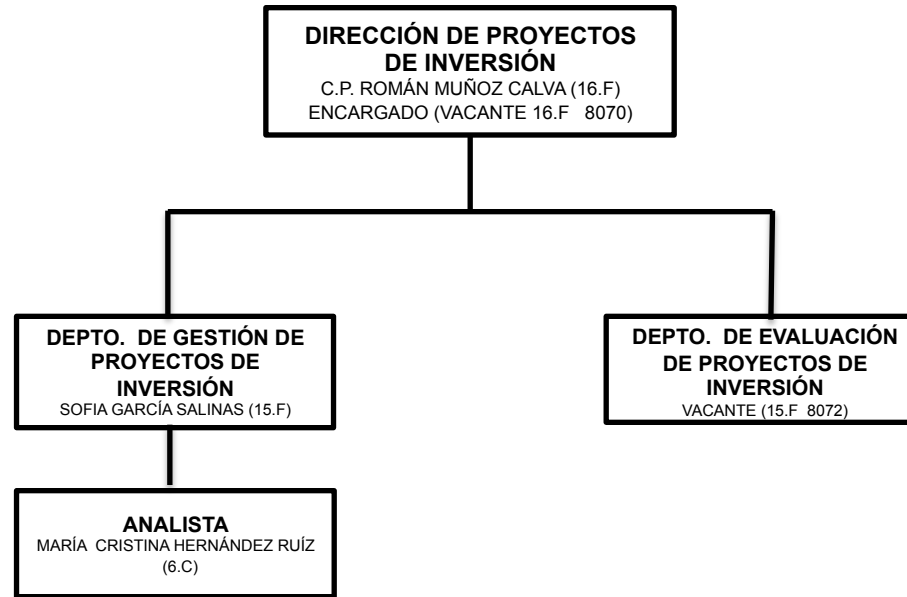 DIRECCIÓN DE PROYECTOS
DE INVERSIÓN
C.P. ROMÁN MUÑOZ CALVA (16.F)
ENCARGADO (VACANTE 16.F 8070)
DEPTO. DE GESTIÓN DE
PROYECTOS DE
INVERSIÓN
SOFIA GARCÍA SALINAS (15.F)
DEPTO. DE EVALUACIÓN
DE PROYECTOS DE
INVERSIÓN
VACANTE (15.F 8072)
ANALISTA
MARÍA CRISTINA HERNÁNDEZ RUÍZ
(6.C)